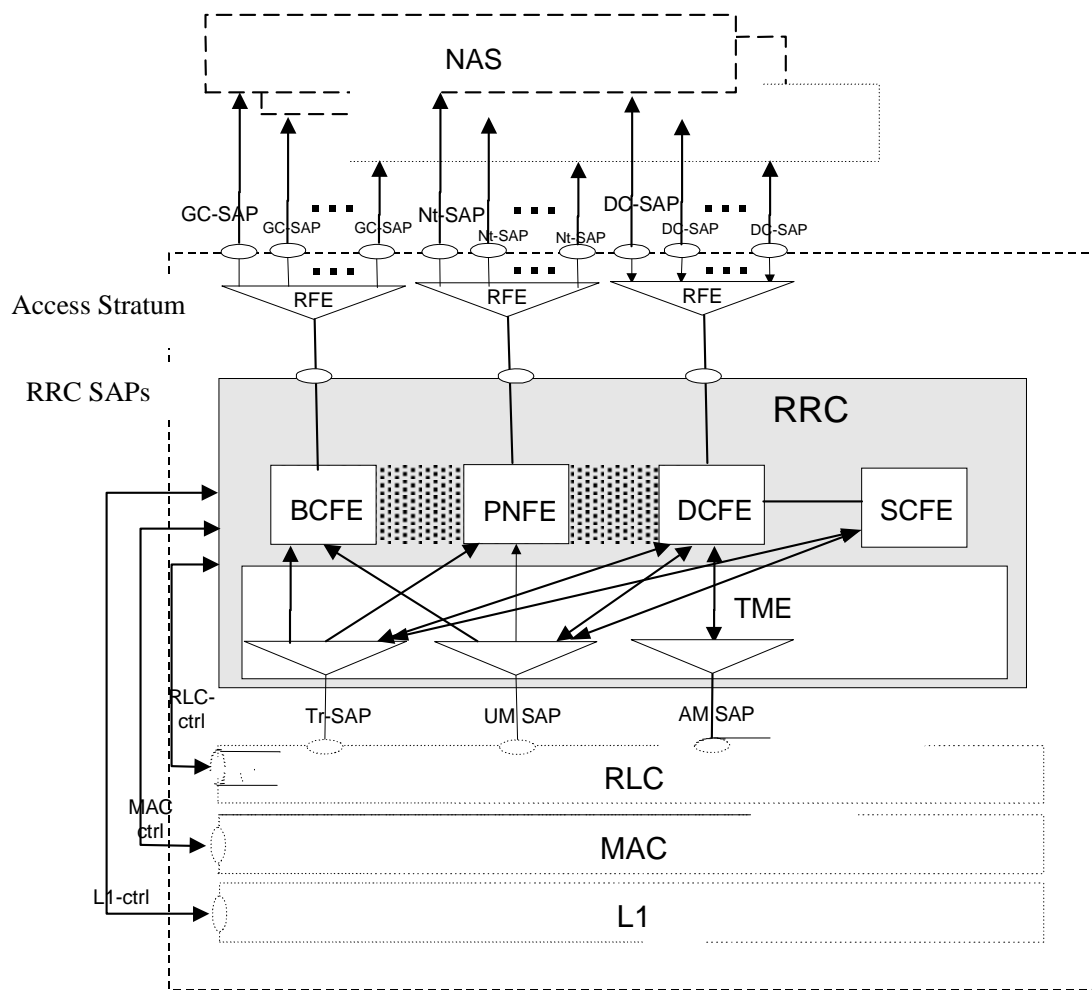 NAS
GC-SAP
GC-SAP
GC-SAP
Nt-SAP
Nt-SAP
Nt-SAP
DC-SAP
DC-SAP
DC-SAP
RFE
RFE
RFE
Access Stratum
RRC SAPs
RRC
BCFE
PNFE
DCFE
SCFE
TME
RLC-
ctrl
Tr-SAP
UM SAP
AM SAP
RLC
MAC
ctrl
MAC
L1-ctrl
L1